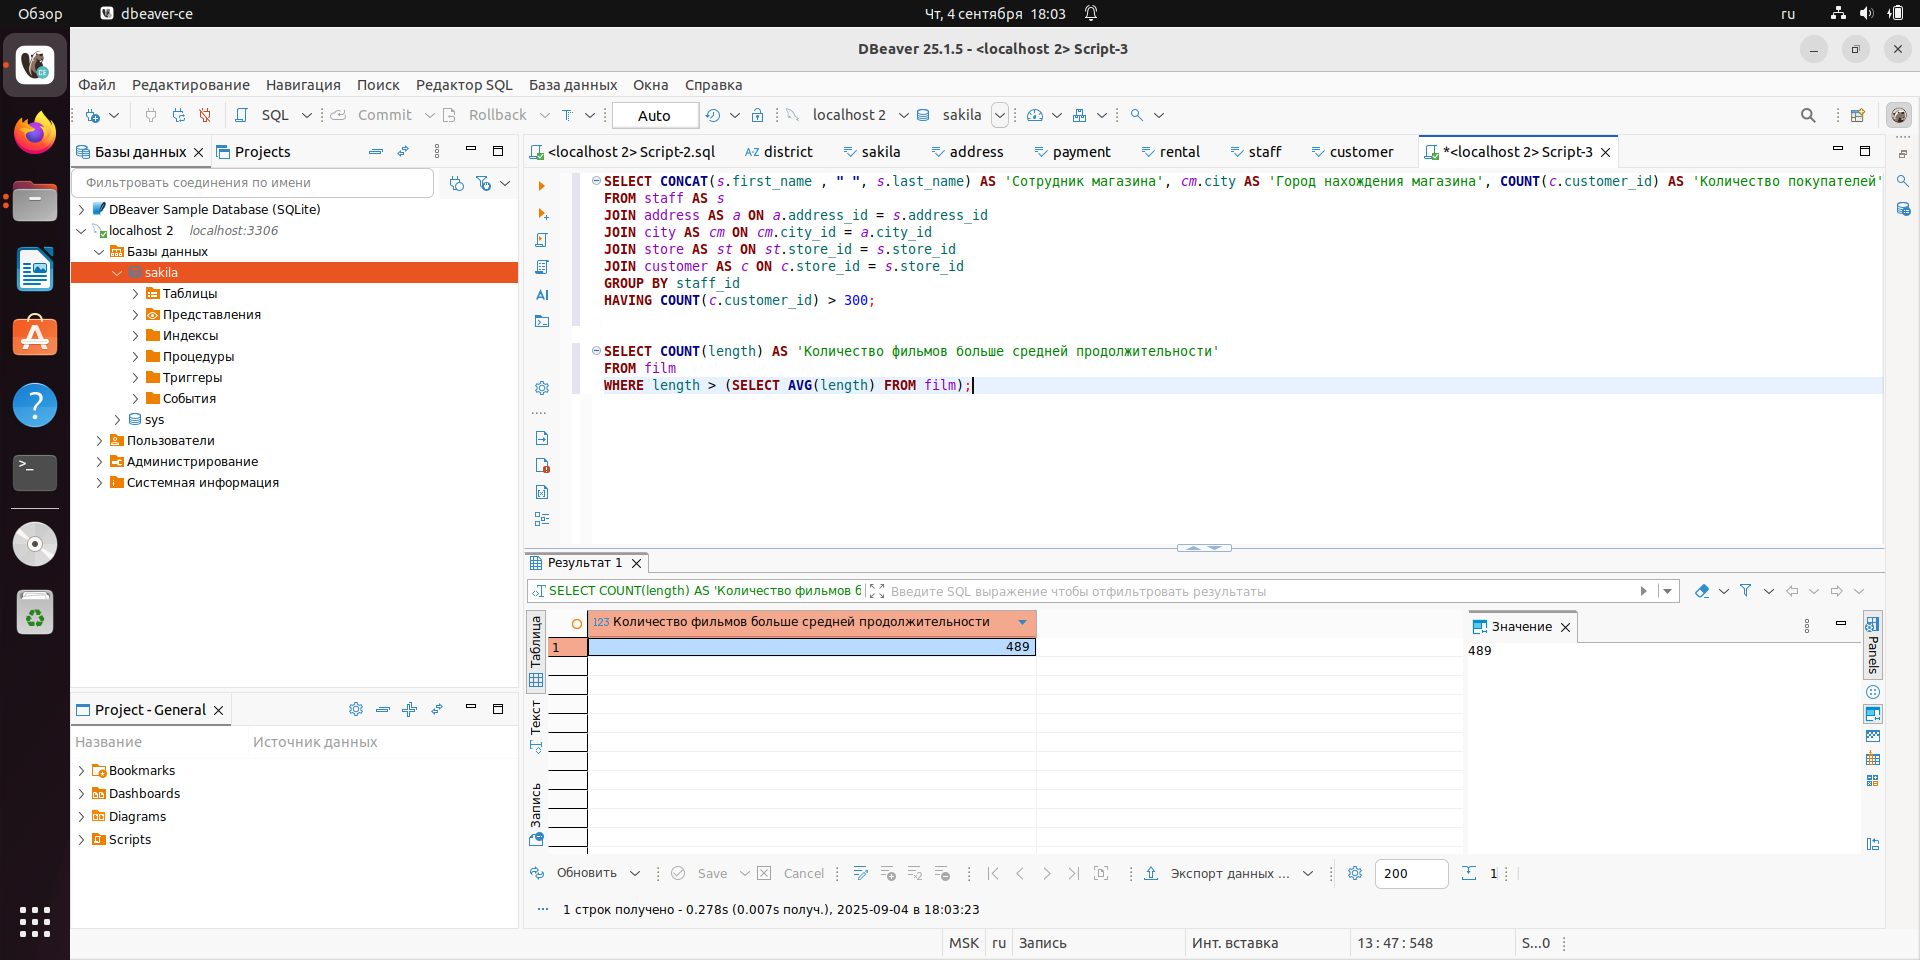 Обзор dbeaver-ce Чт, 4 сентября 18:03 ru
DBeaver 25.1.5 - <localhost 2> Script-3
Файл Редактирование Навигация Поиск Редактор SQL База данных Окна Справка
SQL Commit Rollback Auto localhost 2 sakila
Базы данных Projects
Фильтровать соединения по имени
DBeaver Sample Database (SQLite)
localhost 2 localhost:3306
Базы данных
sakila
Таблицы
Представления
Индексы
Процедуры
Триггеры
События
sys
Пользователи
Администрирование
Системная информация
Project - General
Название Источник данных
Bookmarks
Dashboards
Diagrams
Scripts
<localhost 2> Script-2.sql district sakila address payment rental staff customer *<localhost 2> Script-3
SELECT CONCAT(s.first_name , " ", s.last_name) AS 'Сотрудник магазина', cm.city AS 'Город нахождения магазина', COUNT(c.customer_id) AS 'Количество покупателей'
FROM staff AS s
JOIN address AS a ON a.address_id = s.address_id
JOIN city AS cm ON cm.city_id = a.city_id
JOIN store AS st ON st.store_id = s.store_id
JOIN customer AS c ON c.store_id = s.store_id
GROUP BY staff_id
HAVING COUNT(c.customer_id) > 300;
SELECT COUNT(length) AS 'Количество фильмов больше средней продолжительности'
FROM film
WHERE length > (SELECT AVG(length) FROM film);
Результат 1
SELECT COUNT(length) AS 'Количество фильмов б Введите SQL выражение чтобы отфильтровать результаты
Таблица
Текст
Запись
123 Количество фильмов больше средней продолжительности
1 489
Значение
489
Panels
Обновить Save Cancel Экспорт данных ... 200 1
1 строк получено - 0.278s (0.007s получ.), 2025-09-04 в 18:03:23
MSK ru Запись Инт. вставка 13 : 47 : 548 S...0